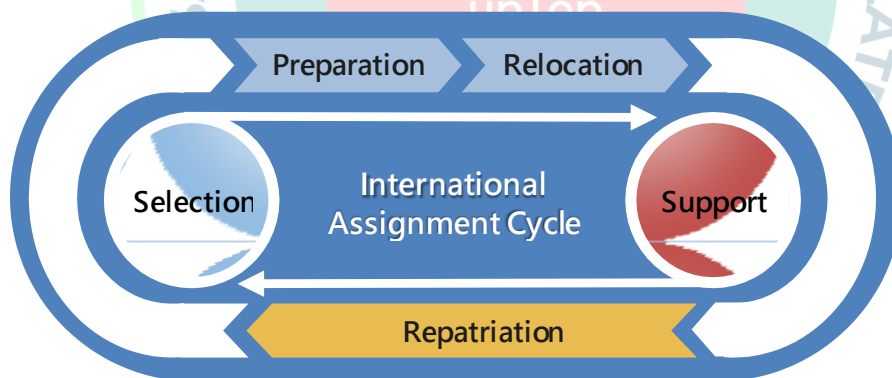 Preparation
Relocation
Selection
International
Assignment Cycle
Support
Repatriation